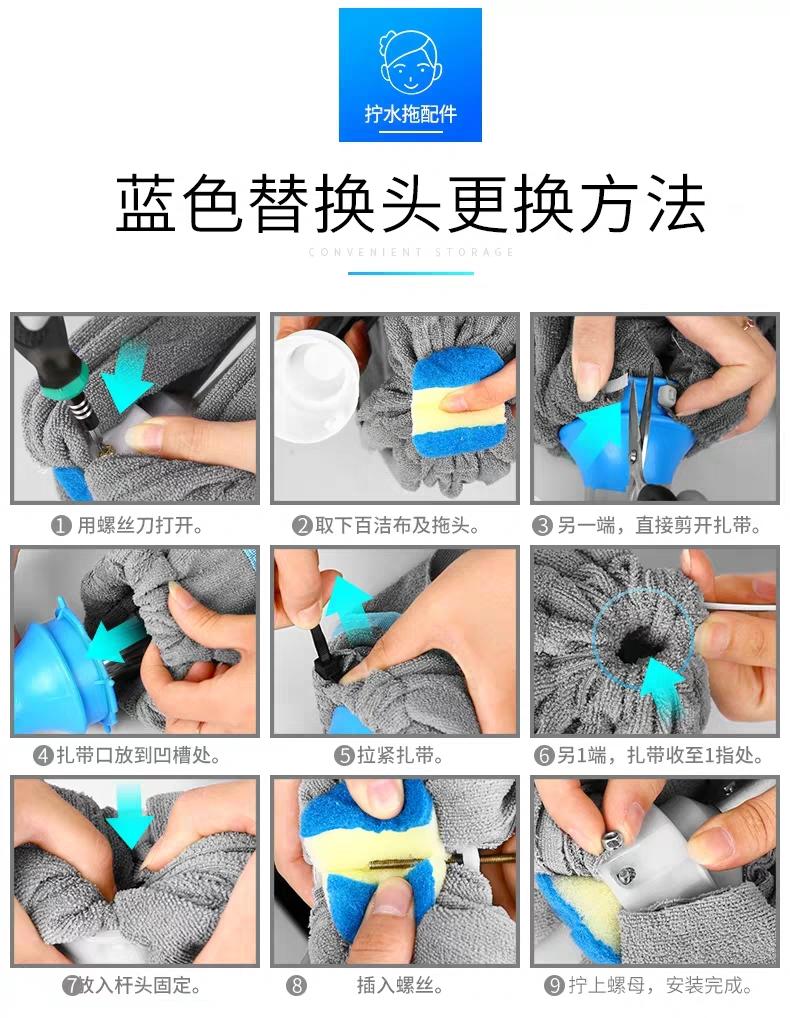 拧水拖配件
蓝色替换头更换方法
CONVENIENT STORAGE
1 用螺丝刀打开。
2 取下百洁布及拖头。
3 另一端，直接剪开扎带。
4 扎带口放到凹槽处。
5 拉紧扎带。
6 另1端，扎带收至1指处。
7 放入杆头固定。
8 插入螺丝。
9 拧上螺母，安装完成。